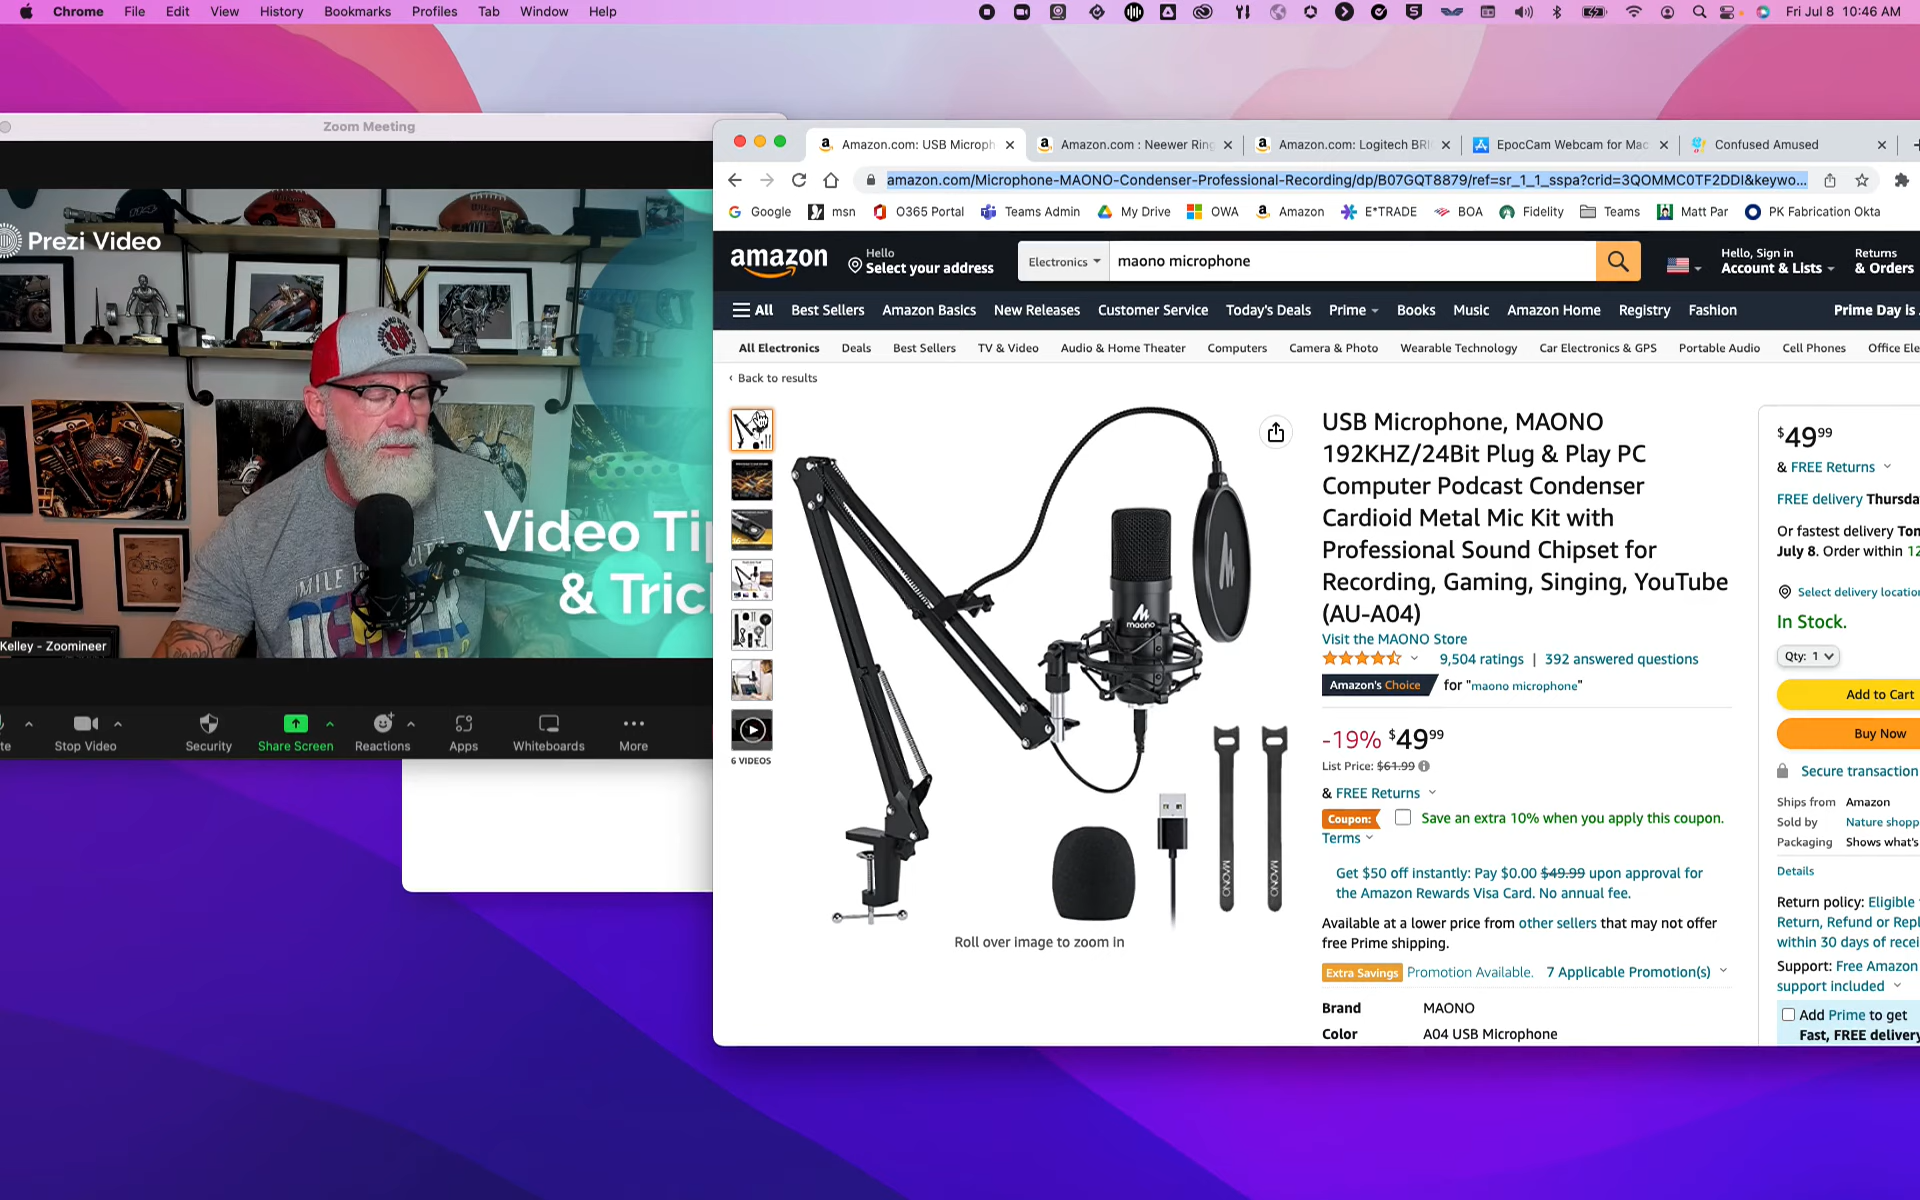 Chrome File Edit View History Bookmarks Profiles Tab Window Help
Fri Jul 8 10:46 AM
Zoom Meeting
Prezi Video
Video Ti
& Tric
Kelley - Zoomineer
Stop Video
Security
Share Screen
Reactions
Apps
Whiteboards
More
Amazon.com: USB Microph
Amazon.com : Neewer Ring
Amazon.com: Logitech BRI
EpocCam Webcam for Mac
Confused Amused
amazon.com/Microphone-MAONO-Condenser-Professional-Recording/dp/B07GQT8879/ref=sr_1_1_sspa?crid=3QOMMC0TF2DDI&keywo...
Google msn O365 Portal Teams Admin My Drive OWA Amazon E*TRADE BOA Fidelity Teams Matt Par PK Fabrication Okta
amazon
Hello
Select your address
Electronics
maono microphone
Hello, Sign in
Account & Lists
Returns
& Orders
All Best Sellers Amazon Basics New Releases Customer Service Today's Deals Prime Books Music Amazon Home Registry Fashion
Prime Day is
All Electronics Deals Best Sellers TV & Video Audio & Home Theater Computers Camera & Photo Wearable Technology Car Electronics & GPS Portable Audio Cell Phones Office Ele
‹ Back to results
6 VIDEOS
maono
MAONO
MAONO
Roll over image to zoom in
USB Microphone, MAONO
192KHZ/24Bit Plug & Play PC
Computer Podcast Condenser
Cardioid Metal Mic Kit with
Professional Sound Chipset for
Recording, Gaming, Singing, YouTube
(AU-A04)
Visit the MAONO Store
9,504 ratings | 392 answered questions
Amazon's Choice for "maono microphone"
-19% $49 99
List Price: $61.99
& FREE Returns
Coupon: Save an extra 10% when you apply this coupon.
Terms
Get $50 off instantly: Pay $0.00 $49.99 upon approval for
the Amazon Rewards Visa Card. No annual fee.
Available at a lower price from other sellers that may not offer
free Prime shipping.
Extra Savings Promotion Available. 7 Applicable Promotion(s)
Brand MAONO
Color A04 USB Microphone
$49 99
& FREE Returns
FREE delivery Thursda
Or fastest delivery Ton
July 8. Order within 12
Select delivery location
In Stock.
Qty: 1
Add to Cart
Buy Now
Secure transaction
Ships from Amazon
Sold by Nature shopp
Packaging Shows what's
Details
Return policy: Eligible
Return, Refund or Repl
within 30 days of recei
Support: Free Amazon
support included
Add Prime to get
Fast, FREE delivery